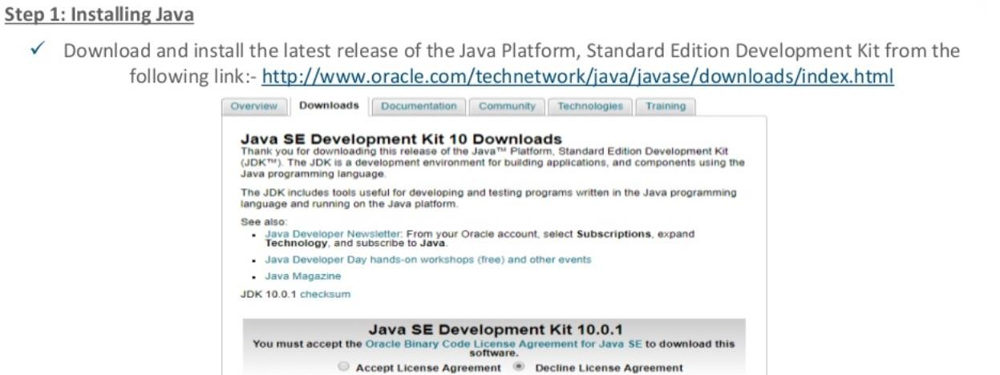 Step 1: Installing Java
✓ Download and install the latest release of the Java Platform, Standard Edition Development Kit from the
following link:- http://www.oracle.com/technetwork/java/javase/downloads/index.html
Overview Downloads Documentation Community Technologies Training
Java SE Development Kit 10 Downloads
Thank you for downloading this release of the Java™ Platform, Standard Edition Development Kit
(JDK™). The JDK is a development environment for building applications, and components using the
Java programming language.
The JDK includes tools useful for developing and testing programs written in the Java programming
language and running on the Java platform.
See also:
• Java Developer Newsletter: From your Oracle account, select Subscriptions, expand
Technology, and subscribe to Java.
• Java Developer Day hands-on workshops (free) and other events
• Java Magazine
JDK 10.0.1 checksum
Java SE Development Kit 10.0.1
You must accept the Oracle Binary Code License Agreement for Java SE to download this
software.
Accept License Agreement Decline License Agreement